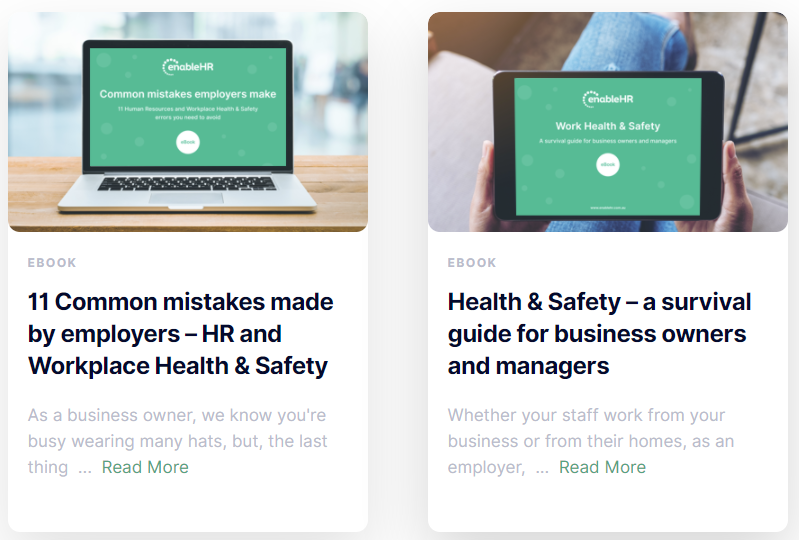 enableHR
Common mistakes employers make
11 Human Resources and Workplace Health & Safety
errors you need to avoid
eBook
EBOOK
11 Common mistakes made
by employers – HR and
Workplace Health & Safety
As a business owner, we know you're
busy wearing many hats, but, the last
thing ... Read More
enableHR
Work Health & Safety
A survival guide for business owners and managers
eBook
www.enablehr.com.au
EBOOK
Health & Safety – a survival
guide for business owners
and managers
Whether your staff work from your
business or from their homes, as an
employer, ... Read More